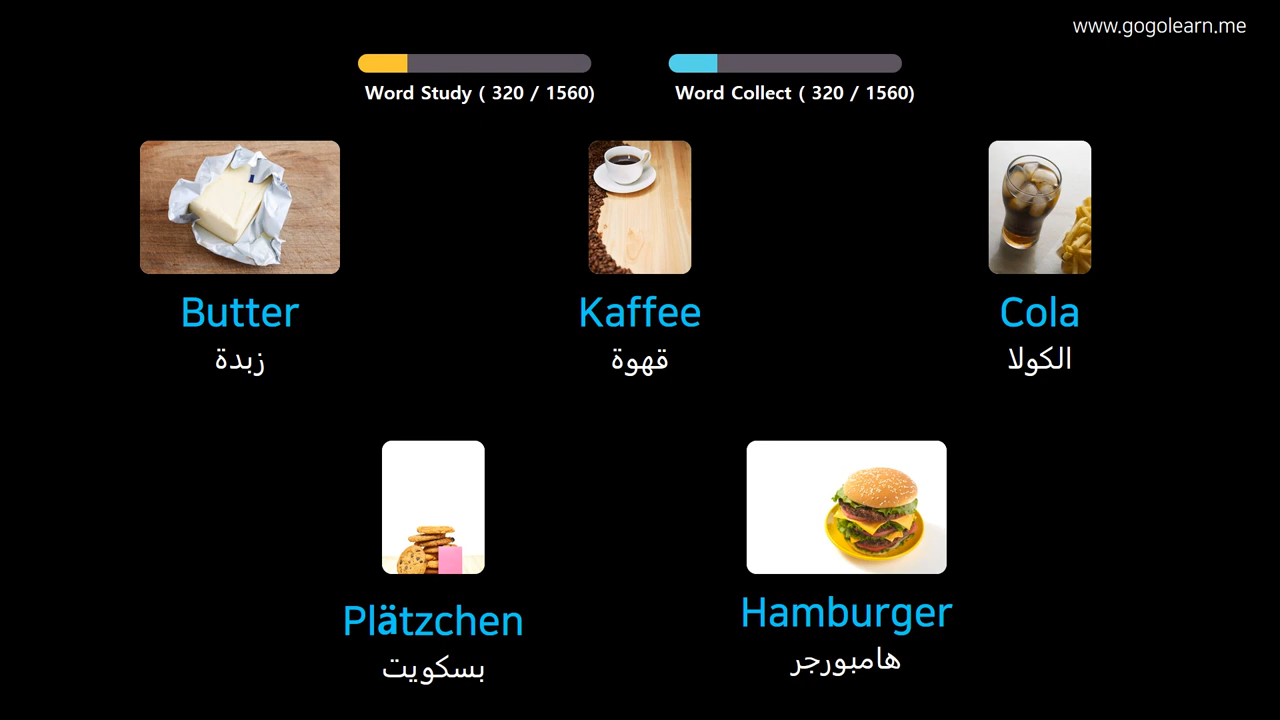 www.gogolearn.me
Word Study ( 320 / 1560)
Word Collect ( 320 / 1560)
Butter
زبدة
Kaffee
قهوة
Cola
الكولا
Plätzchen
بسكويت
Hamburger
هامبورجر